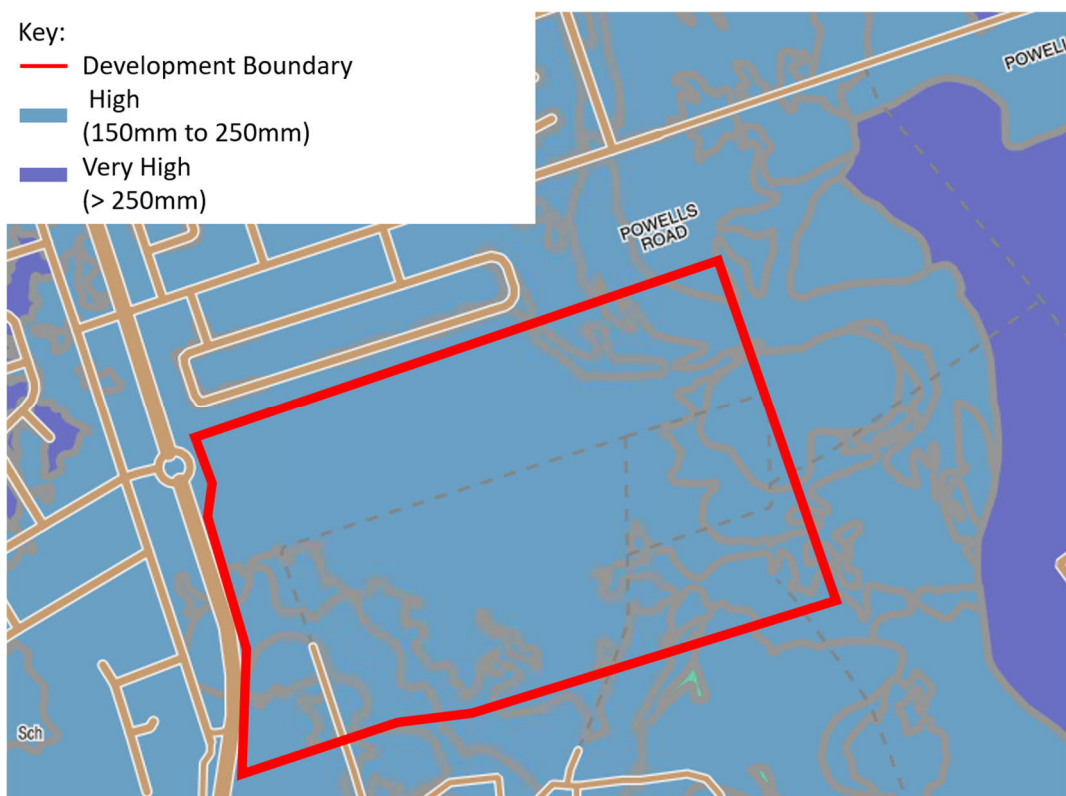 Key:
Development Boundary
High
(150mm to 250mm)
Very High
(> 250mm)
POWELLS
ROAD
POWELL
Sch